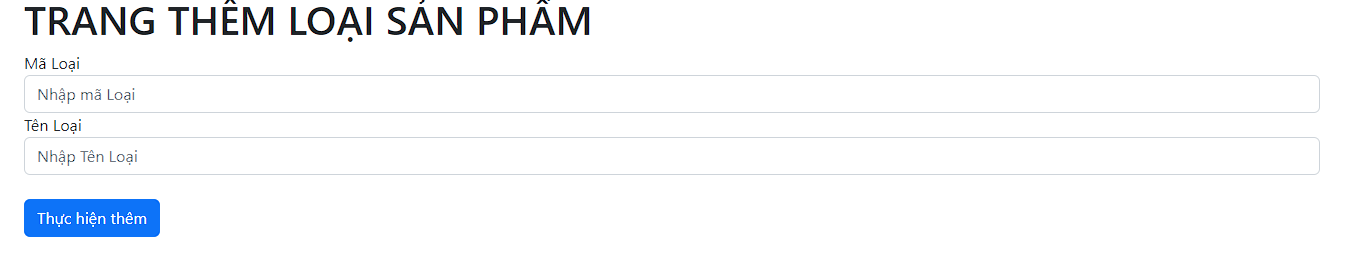 TRANG THÊM LOẠI SẢN PHẨM
Mã Loại
Nhập mã Loại
Tên Loại
Nhập Tên Loại
Thực hiện thêm